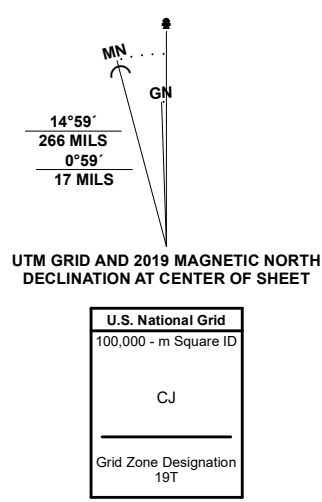 MN
GN
14°59´
266 MILS
0°59´
17 MILS
UTM GRID AND 2019 MAGNETIC NORTH
DECLINATION AT CENTER OF SHEET
U.S. National Grid
100,000 - m Square ID
CJ
Grid Zone Designation
19T